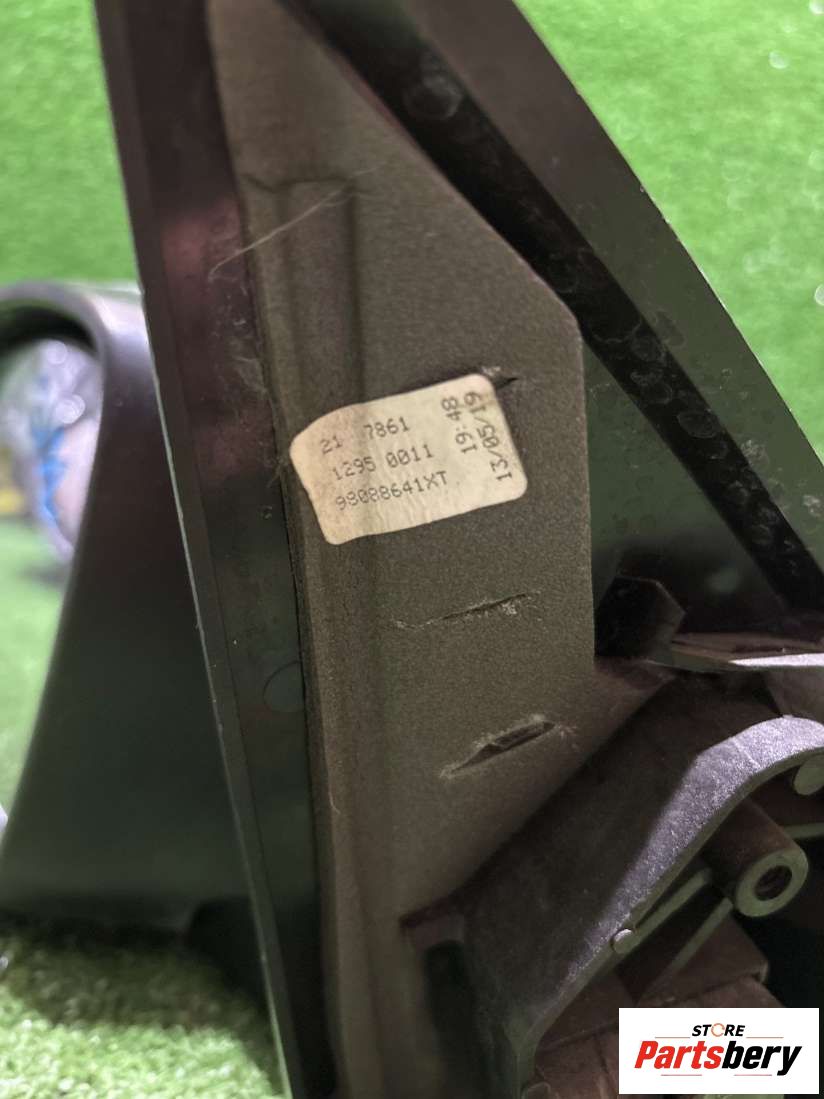 21 7861
1295 0011
98088641XT
19:48
13/05/19
STORE
Partsbery